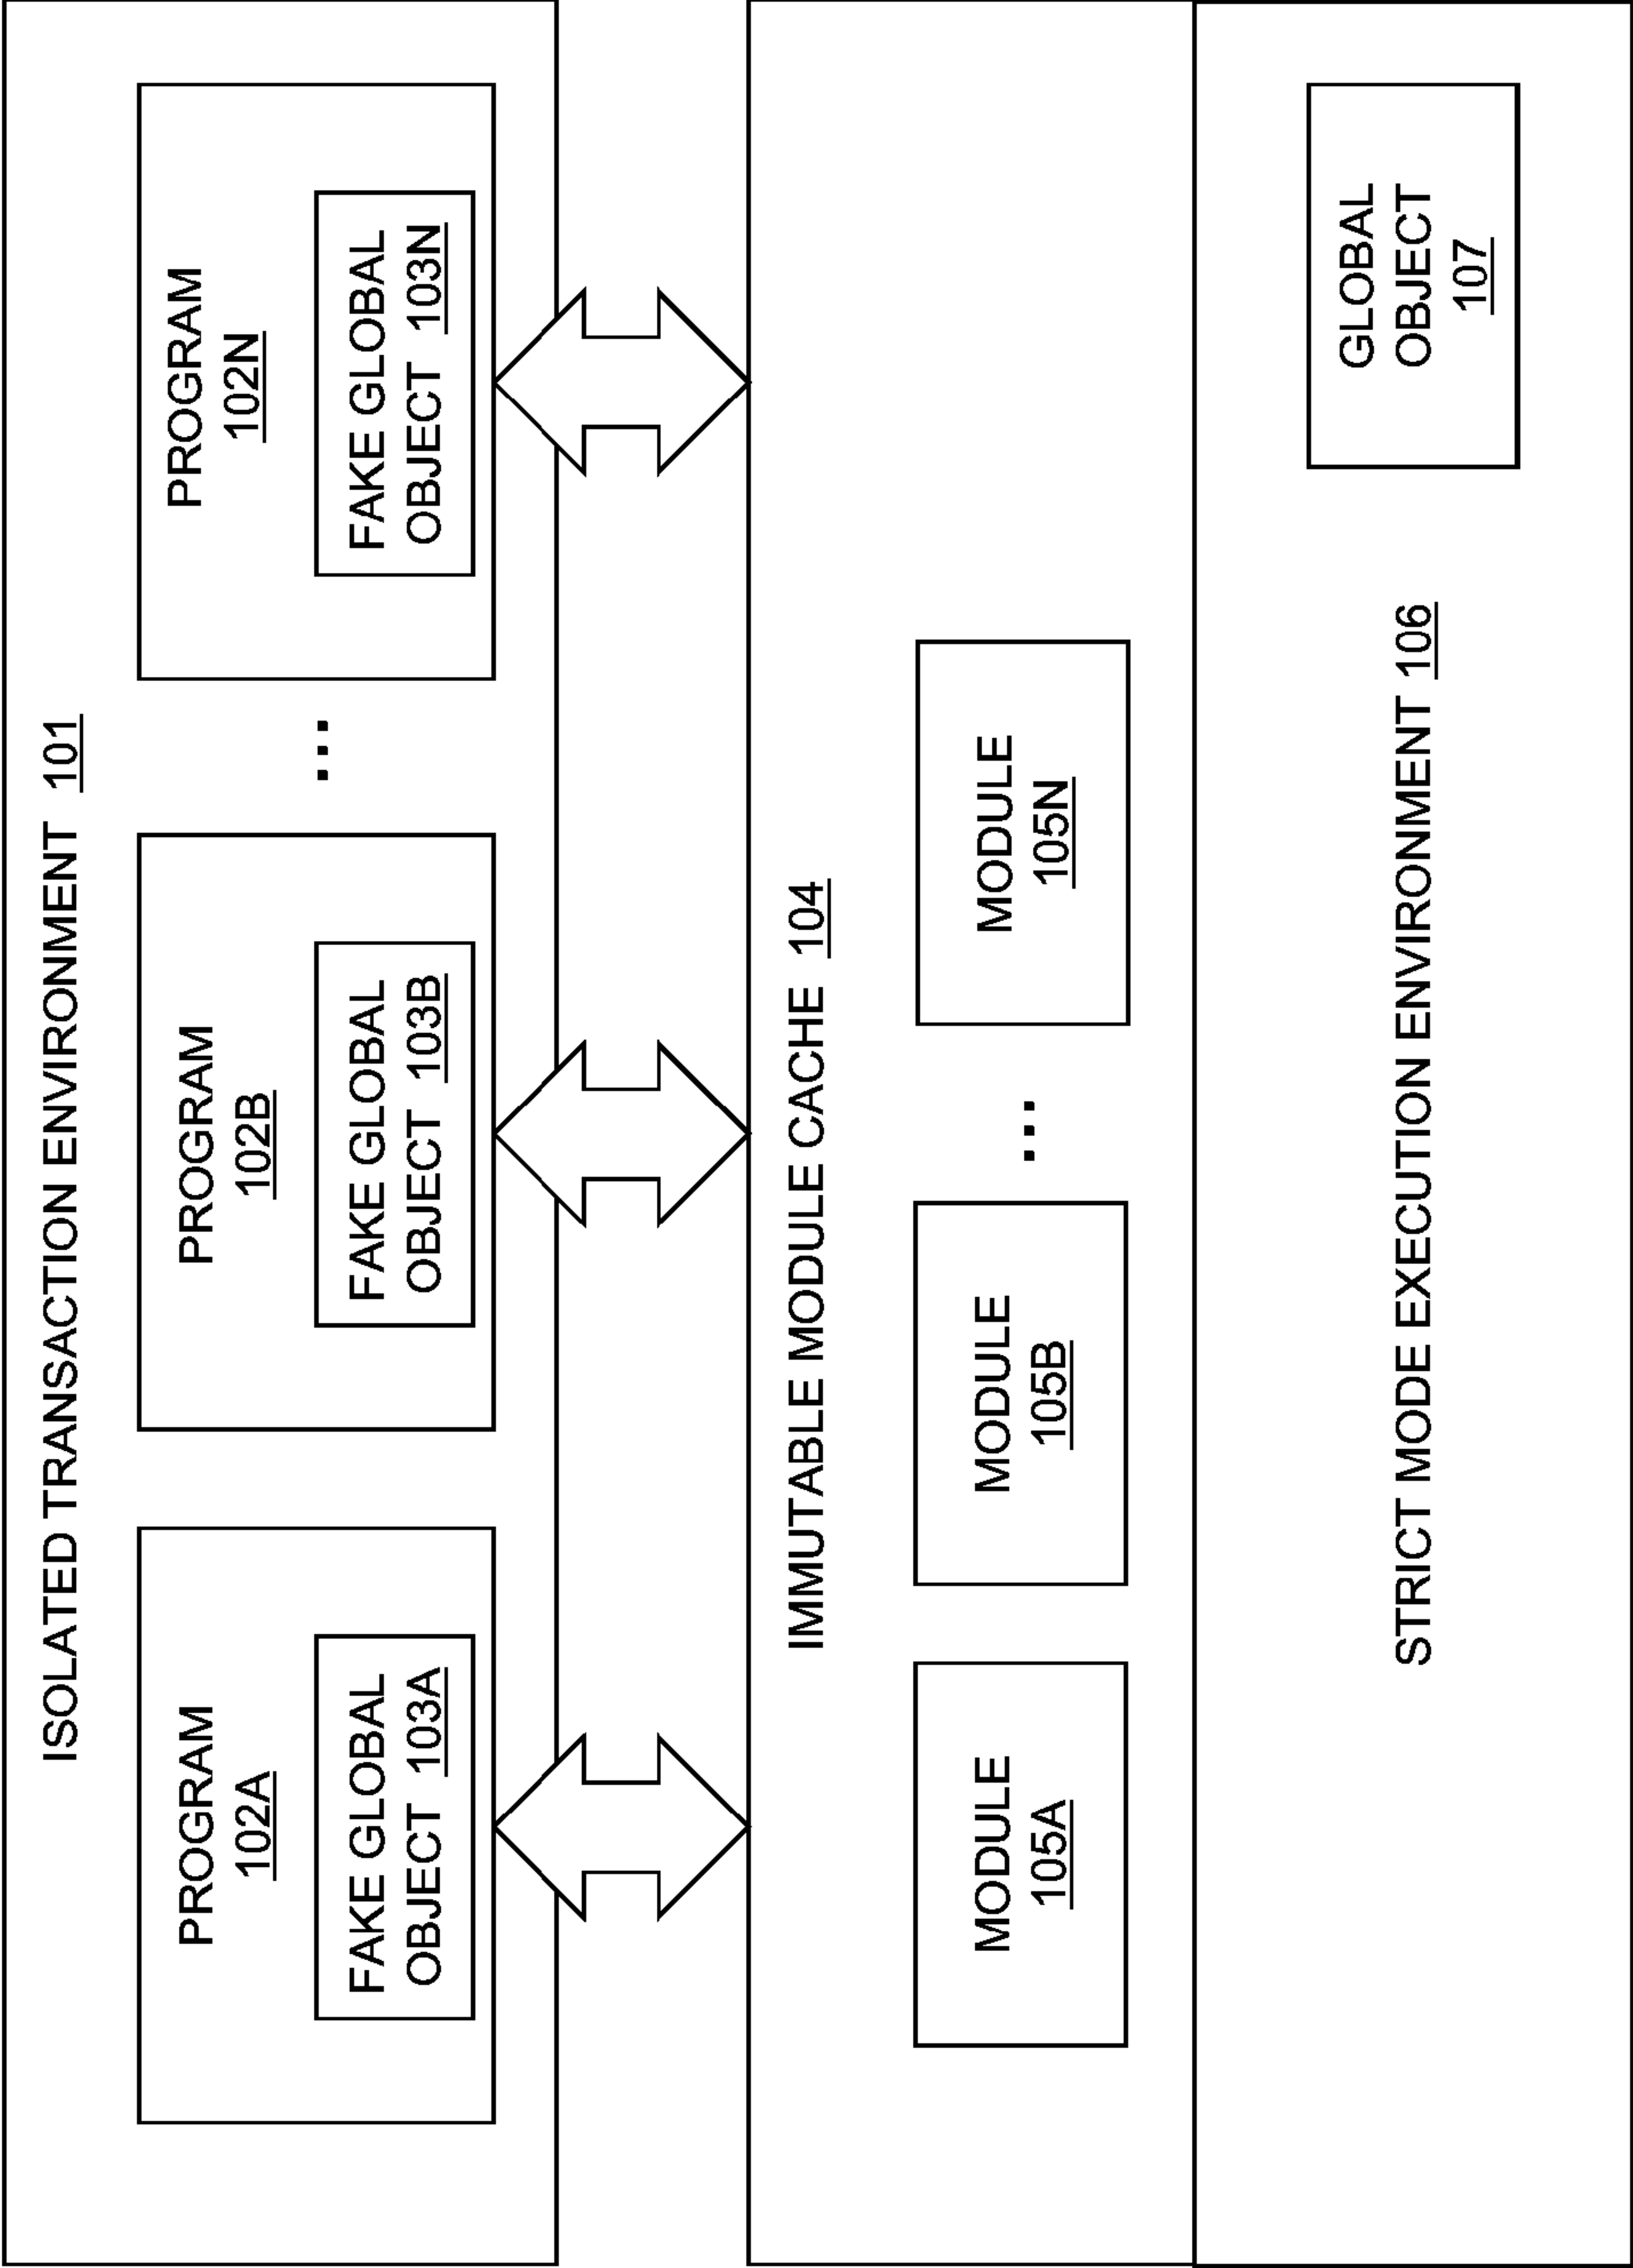 ISOLATED TRANSACTION ENVIRONMENT 101
PROGRAM
102A
FAKE GLOBAL
OBJECT 103A
PROGRAM
102B
FAKE GLOBAL
OBJECT 103B
...
PROGRAM
102N
FAKE GLOBAL
OBJECT 103N
IMMUTABLE MODULE CACHE 104
MODULE
105A
MODULE
105B
...
MODULE
105N
STRICT MODE EXECUTION ENVIRONMENT 106
GLOBAL
OBJECT
107